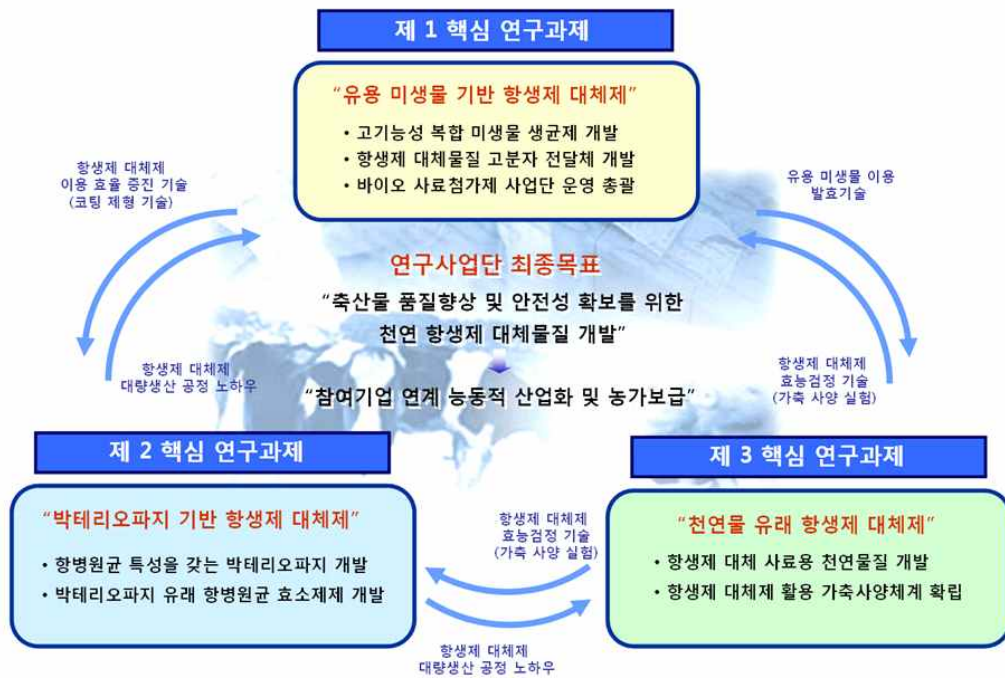 제 1 핵심 연구과제
“유용 미생물 기반 항생제 대체제”
• 고기능성 복합 미생물 생균제 개발
• 항생제 대체물질 고분자 전달체 개발
• 바이오 사료첨가제 사업단 운영 총괄
항생제 대체제
이용 효율 증진 기술
(코팅 제형 기술)
유용 미생물 이용
발효기술
연구사업단 최종목표
“축산물 품질향상 및 안전성 확보를 위한
천연 항생제 대체물질 개발”
항생제 대체제
대량생산 공정 노하우
항생제 대체제
효능검정 기술
(가축 사양 실험)
“참여기업 연계 능동적 산업화 및 농가보급”
제 2 핵심 연구과제
“박테리오파지 기반 항생제 대체제”
• 항병원균 특성을 갖는 박테리오파지 개발
• 박테리오파지 유래 항병원균 효소제제 개발
항생제 대체제
효능검정 기술
(가축 사양 실험)
제 3 핵심 연구과제
“천연물 유래 항생제 대체제”
• 항생제 대체 사료용 천연물질 개발
• 항생제 대체제 활용 가축사양체계 확립
항생제 대체제
대량생산 공정 노하우